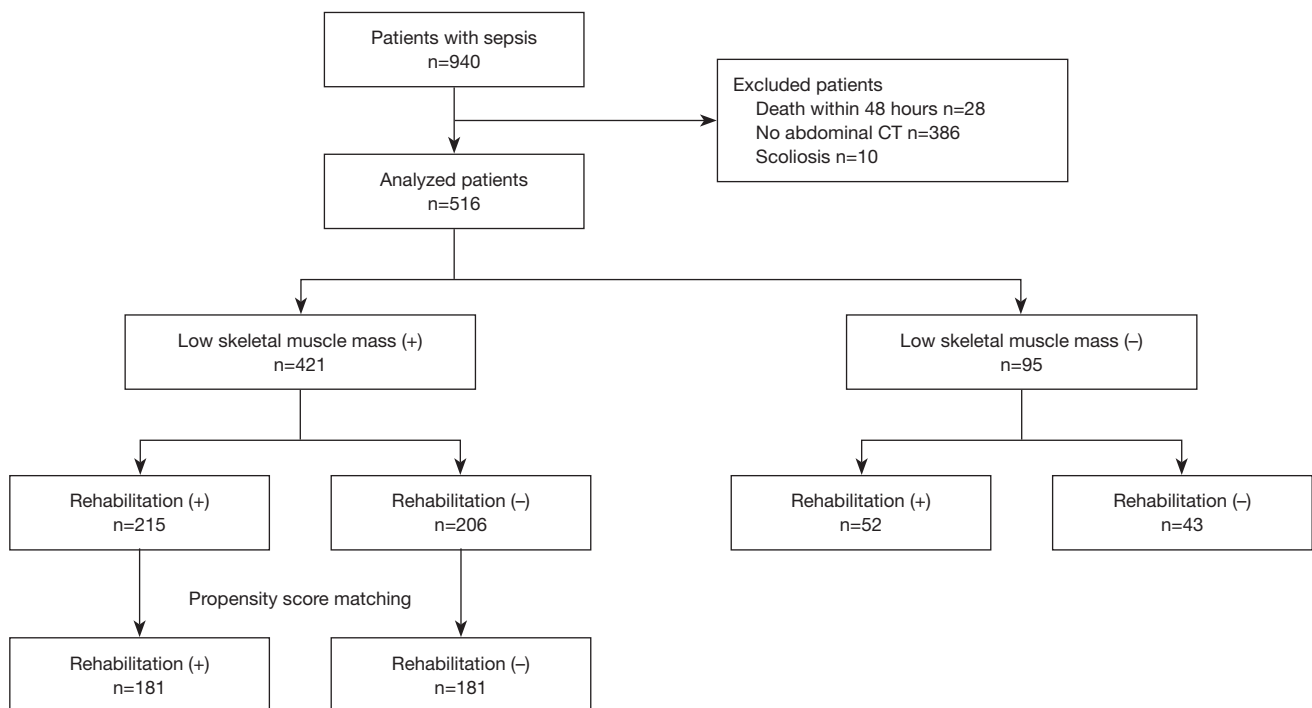 Patients with sepsis
n=940
Excluded patients
Death within 48 hours n=28
No abdominal CT n=386
Scoliosis n=10
Analyzed patients
n=516
Low skeletal muscle mass (+)
n=421
Low skeletal muscle mass (–)
n=95
Rehabilitation (+)
n=215
Rehabilitation (–)
n=206
Rehabilitation (+)
n=52
Rehabilitation (–)
n=43
Propensity score matching
Rehabilitation (+)
n=181
Rehabilitation (–)
n=181